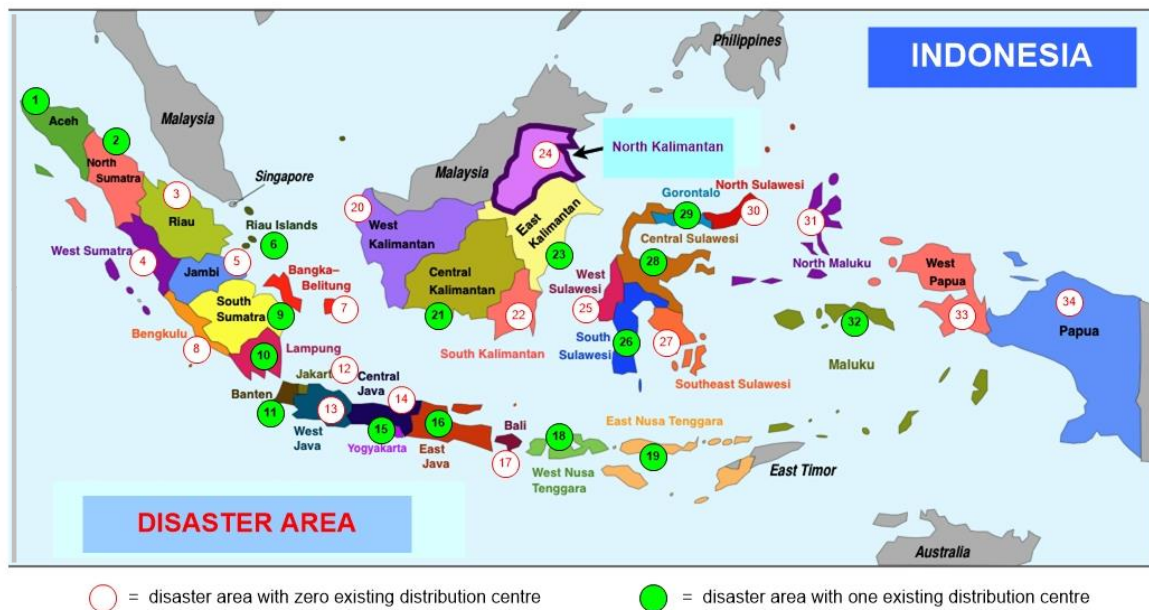 Philippines
INDONESIA
1
Aceh
Malaysia
2
North
Sumatra
24
North Kalimantan
Malaysia
Singapore
3
Riau
Riau Islands
6
20
West
Kalimantan
East
Kalimantan
Gorontalo
29
North Sulawesi
30
31
West Sumatra
4
Jambi
5
Bangka–
Belitung
7
Central
Kalimantan
21
23
Central Sulawesi
28
West
Sulawesi
25
North Maluku
West
Papua
33
34
Papua
South
Sumatra
9
Bengkulu
8
10
Lampung
22
South Kalimantan
South
Sulawesi
26
27
Southeast Sulawesi
32
Maluku
12
Jakart
Central
Java
14
Banten
11
13
West
Java
15
Yogyakarta
16
East
Java
Bali
17
18
West Nusa
Tenggara
East Nusa Tenggara
19
East Timor
DISASTER AREA
Australia
= disaster area with zero existing distribution centre
= disaster area with one existing distribution centre